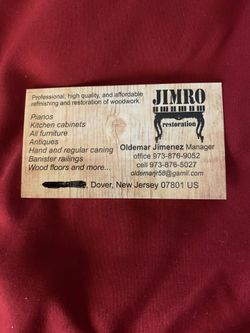 Professional, high quality, and affordable
refinishing and restoration of woodwork.
Pianos
Kitchen cabinets
All furniture
Antiques
Hand and regular caning
Banister railings
Wood floors and more...
JIMRO
restoration
Oldemar Jimenez Manager
office 973-876-9052
cell 973-876-5027
oldemarjr58@gamil.com
, Dover, New Jersey 07801 US